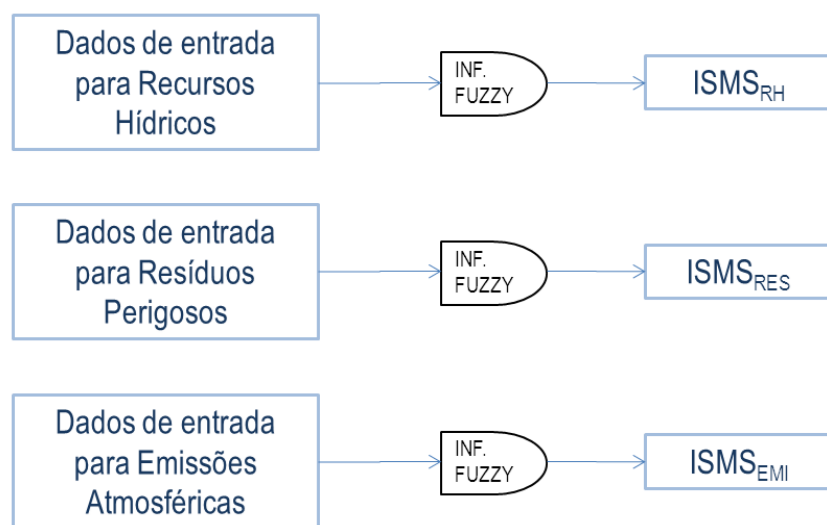 Dados de entrada
para Recursos
Hídricos
INF.
FUZZY
ISMSRH
Dados de entrada
para Resíduos
Perigosos
INF.
FUZZY
ISMSRES
Dados de entrada
para Emissões
Atmosféricas
INF.
FUZZY
ISMSEMI